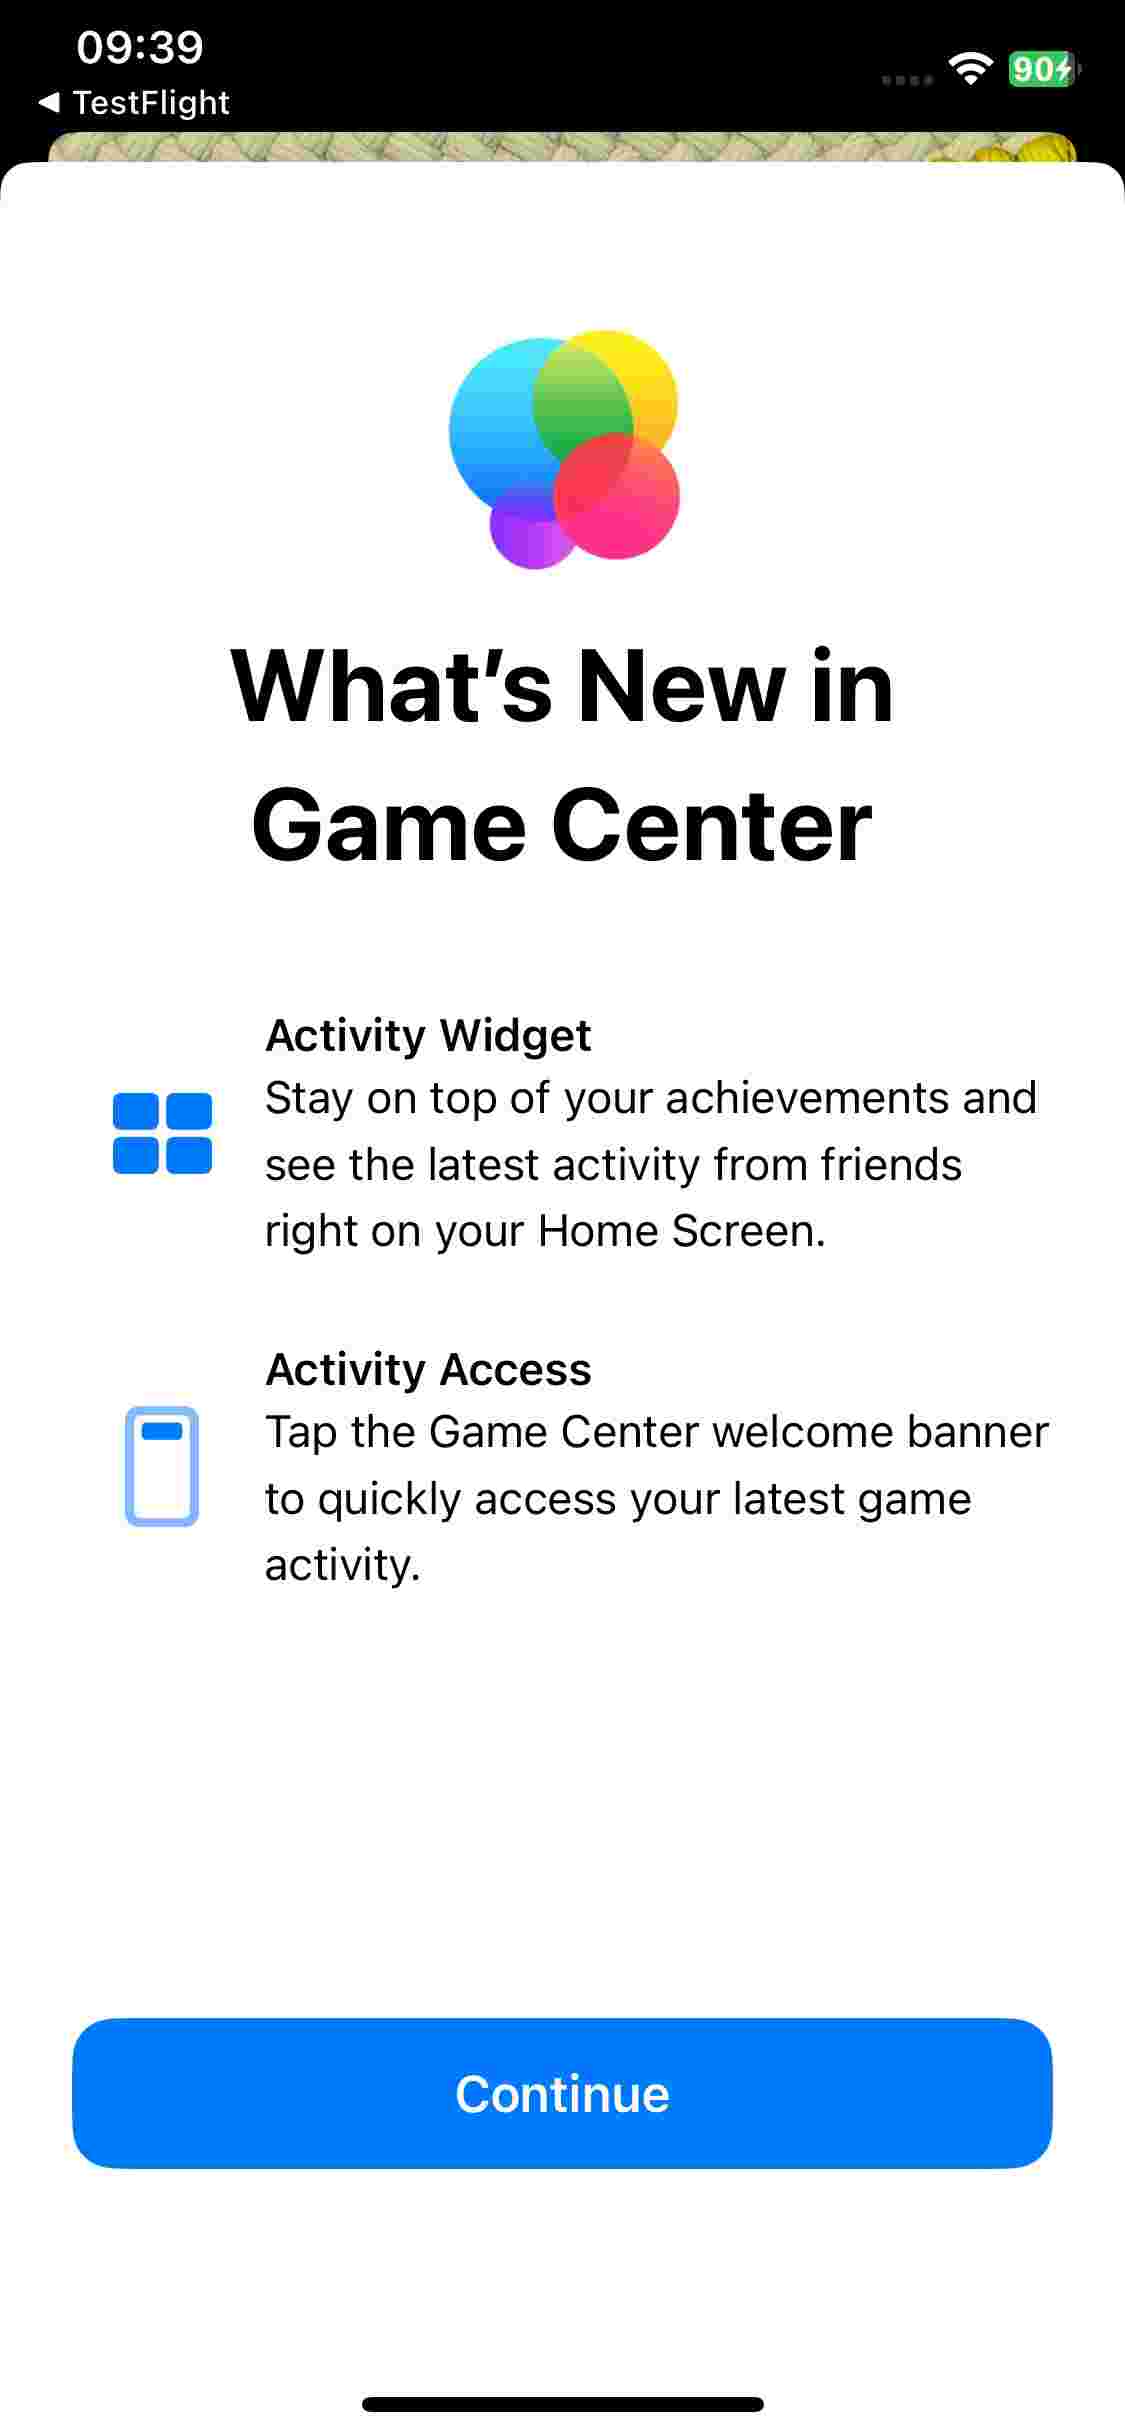 09:39
◀ TestFlight
90
What's New in
Game Center
Activity Widget
Stay on top of your achievements and
see the latest activity from friends
right on your Home Screen.
Activity Access
Tap the Game Center welcome banner
to quickly access your latest game
activity.
Continue